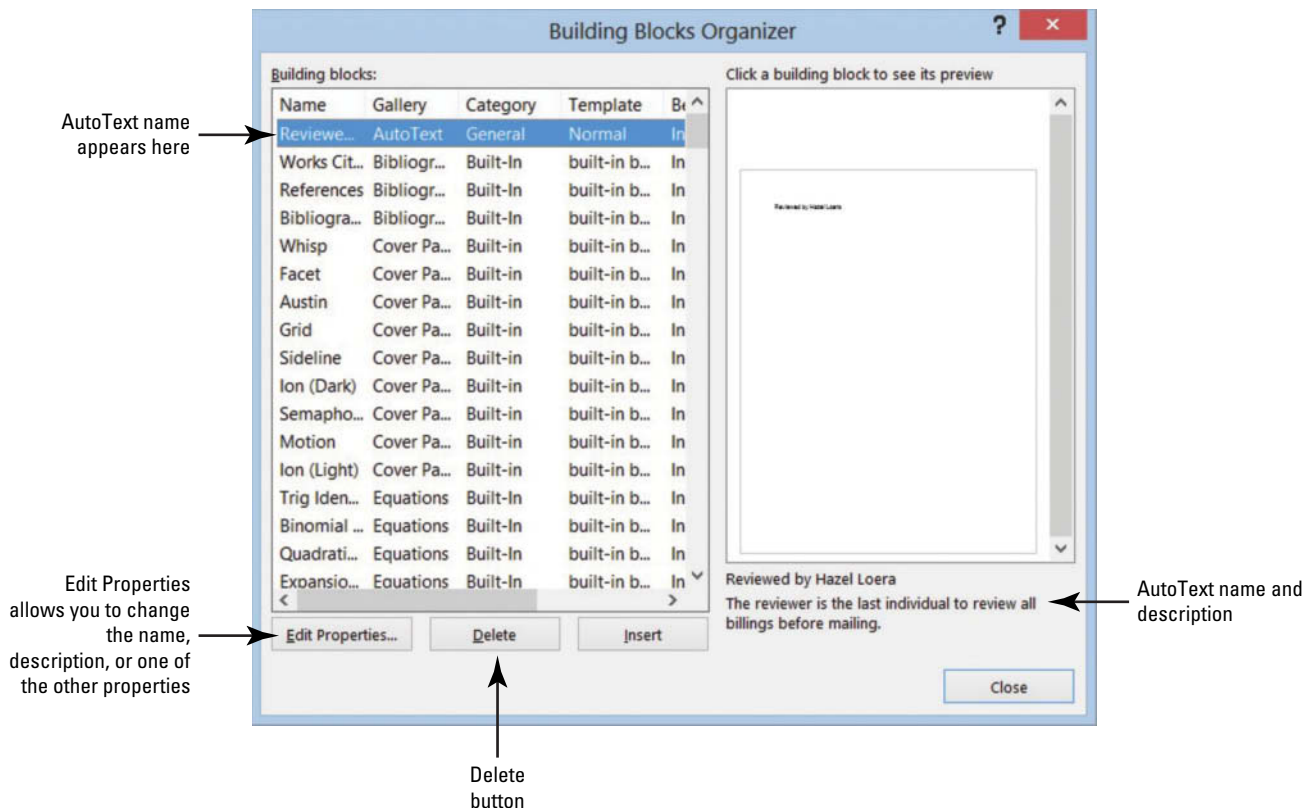 Building Blocks Organizer
?
×
Building blocks:
Click a building block to see its preview
Name Gallery Category Template Be
AutoText name
appears here
Reviewe... AutoText General Normal In
Works Cit... Bibliogr... Built-In built-in b... In
References Bibliogr... Built-In built-in b... In
Bibliogra... Bibliogr... Built-In built-in b... In
Whisp Cover Pa... Built-in built-in b... In
Facet Cover Pa... Built-in built-in b... In
Austin Cover Pa... Built-in built-in b... In
Grid Cover Pa... Built-in built-in b... In
Sideline Cover Pa... Built-in built-in b... In
Ion (Dark) Cover Pa... Built-in built-in b... In
Semapho... Cover Pa... Built-in built-in b... In
Motion Cover Pa... Built-in built-in b... In
Ion (Light) Cover Pa... Built-in built-in b... In
Trig Iden... Equations Built-In built-in b... In
Binomial ... Equations Built-In built-in b... In
Quadrati... Equations Built-In built-in b... In
Expansio... Equations Built-In built-in b... In
Reviewed by Hazel Loera
Reviewed by Hazel Loera
The reviewer is the last individual to review all
billings before mailing.
AutoText name and
description
Edit Properties
allows you to change
the name,
description, or one of
the other properties
Edit Properties...
Delete
Insert
Close
Delete
button